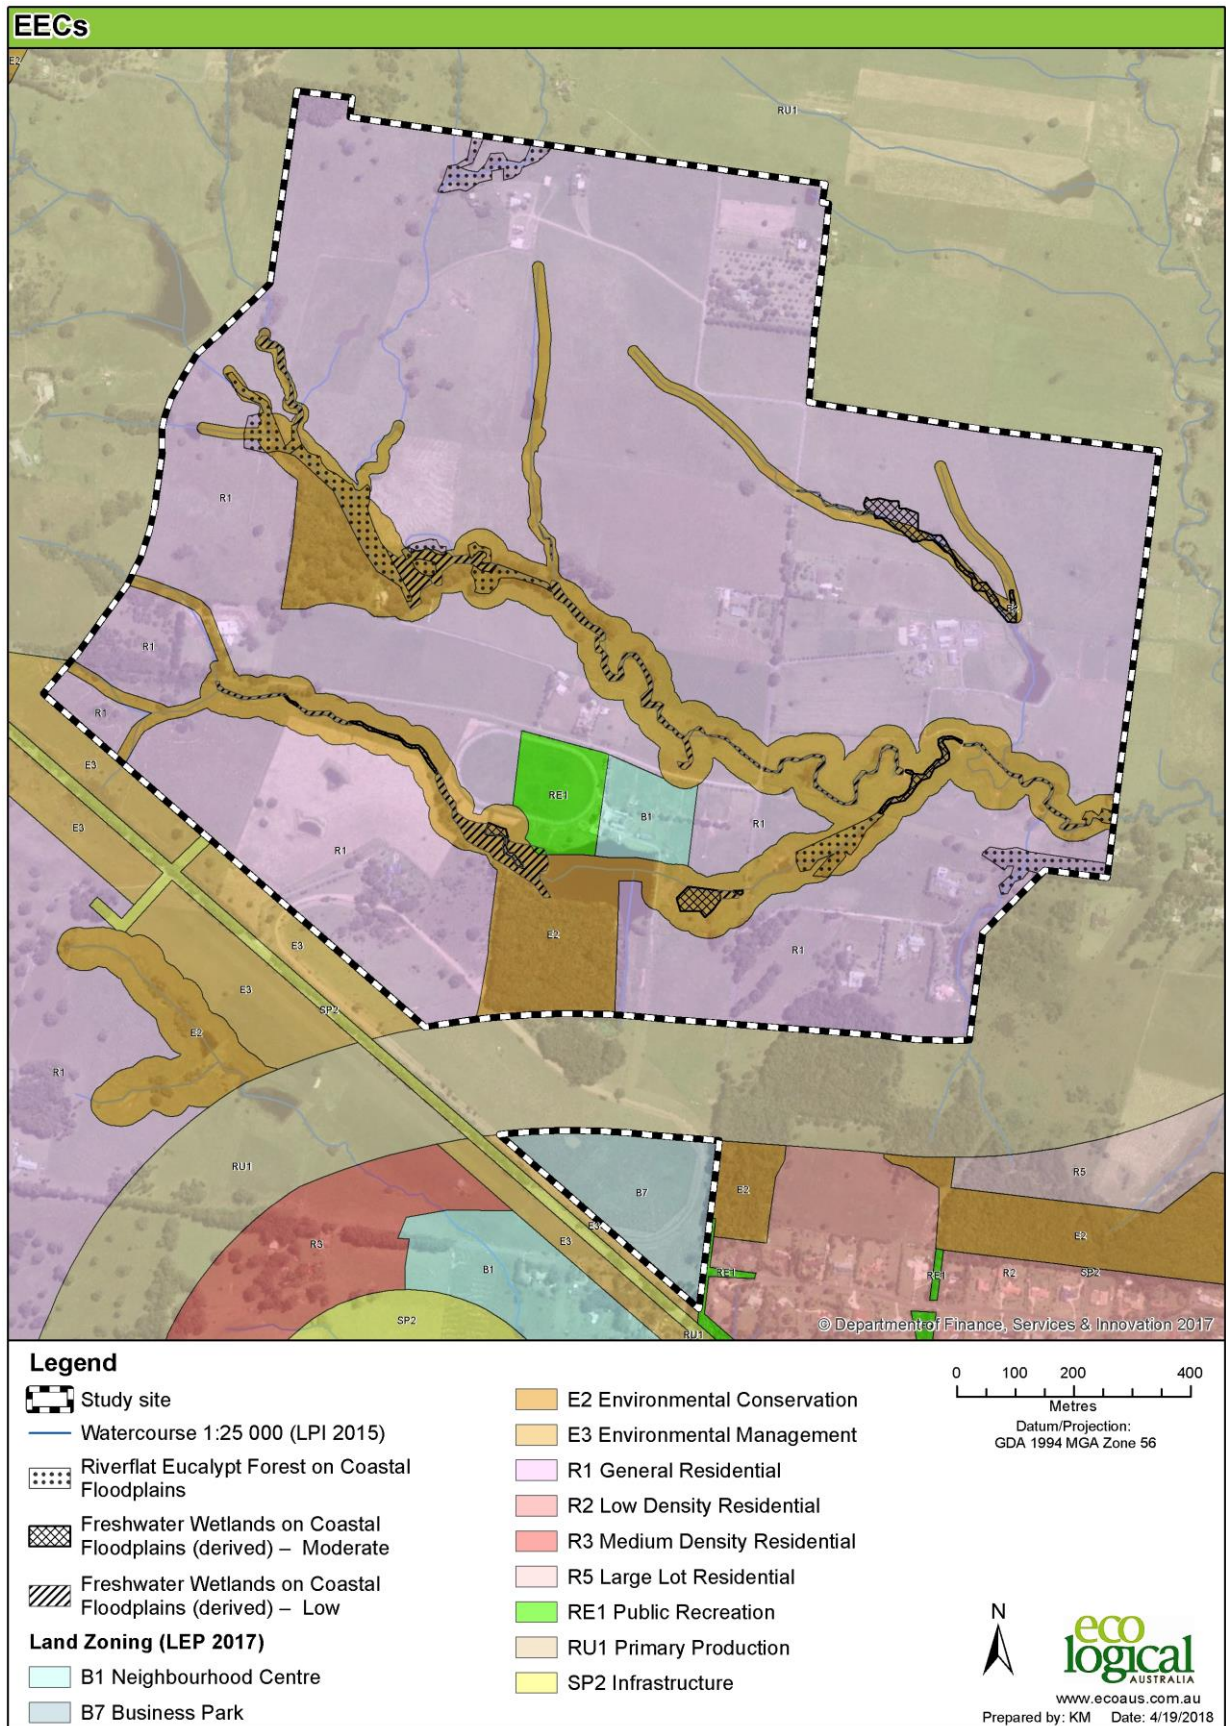 EECs
E2
RU1
R1
R1
R1
E3
E3
RE1
B1
R1
R1
E2
R1
E3
E3
SP2
E2
R1
RU1
R5
B7
E2
E3
E3
E2
R3
B1
RE1
RE1
R2
SP2
SP2
RU1
© Department of Finance, Services & Innovation 2017
Legend
Study site
Watercourse 1:25 000 (LPI 2015)
Riverflat Eucalypt Forest on Coastal
Floodplains
Freshwater Wetlands on Coastal
Floodplains (derived) – Moderate
Freshwater Wetlands on Coastal
Floodplains (derived) – Low
Land Zoning (LEP 2017)
B1 Neighbourhood Centre
B7 Business Park
E2 Environmental Conservation
E3 Environmental Management
R1 General Residential
R2 Low Density Residential
R3 Medium Density Residential
R5 Large Lot Residential
RE1 Public Recreation
RU1 Primary Production
SP2 Infrastructure
0 100 200 400
Metres
Datum/Projection:
GDA 1994 MGA Zone 56
N
eco
logical
AUSTRALIA
www.ecoaus.com.au
Prepared by: KM Date: 4/19/2018